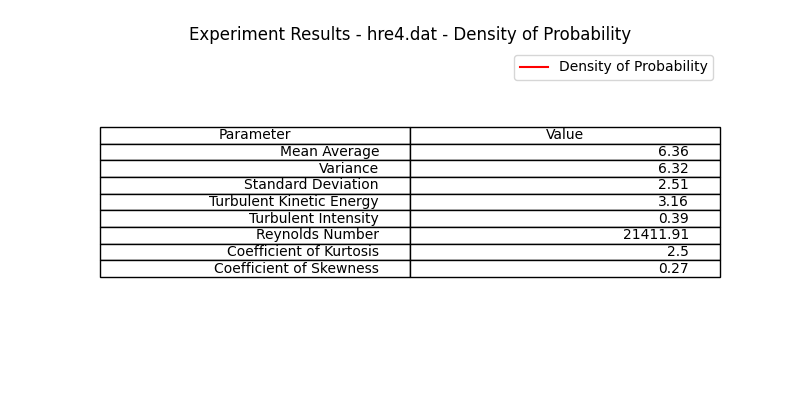 Experiment Results - hre4.dat - Density of Probability
Density of Probability
Parameter Value
Mean Average 6.36
Variance 6.32
Standard Deviation 2.51
Turbulent Kinetic Energy 3.16
Turbulent Intensity 0.39
Reynolds Number 21411.91
Coefficient of Kurtosis 2.5
Coefficient of Skewness 0.27